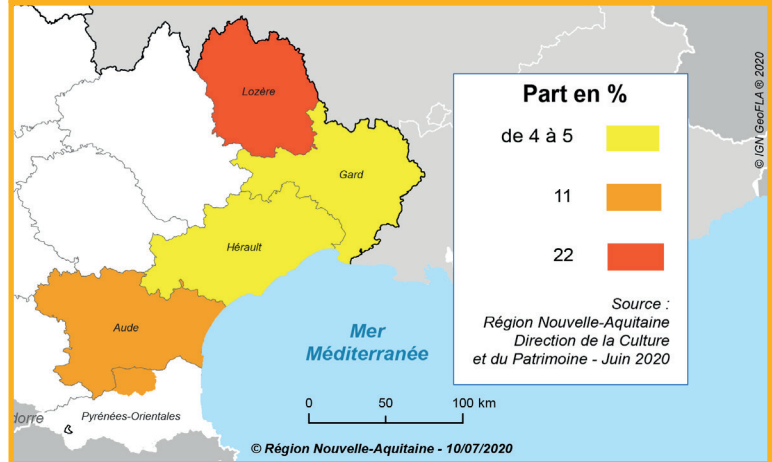 Lozère
Gard
Hérault
Aude
Pyrénées-Orientales
dorre
Mer
Méditerranée
0 50 100 km
© Région Nouvelle-Aquitaine - 10/07/2020
Part en %
de 4 à 5
11
22
Source :
Région Nouvelle-Aquitaine
Direction de la Culture
et du Patrimoine - Juin 2020
© IGN GeoFLA ® 2020